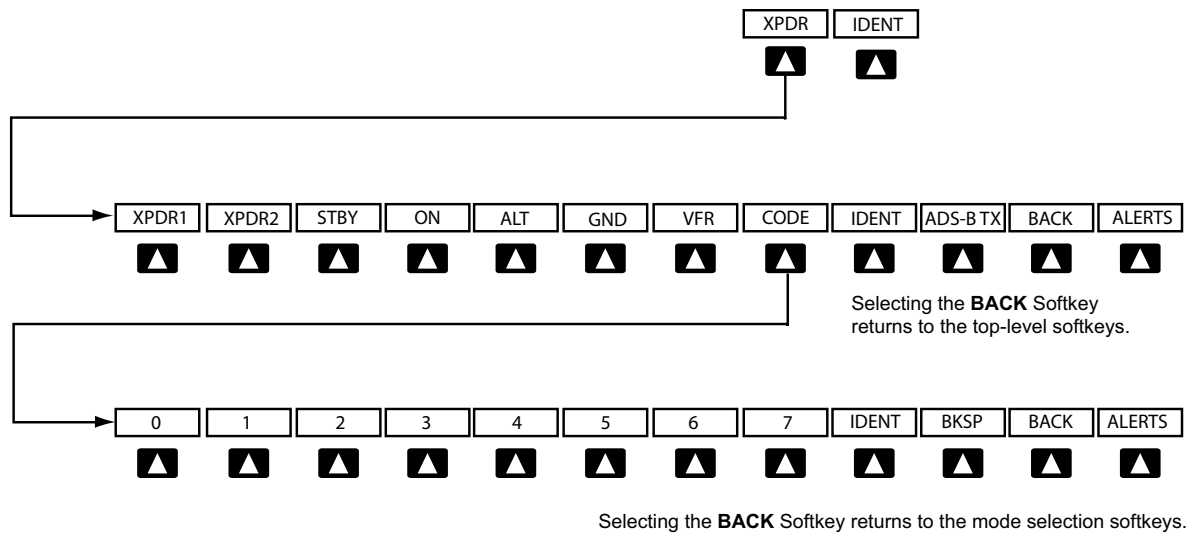 XPDR IDENT
XPDR1 XPDR2 STBY ON ALT GND VFR CODE IDENT ADS-B TX BACK ALERTS
Selecting the BACK Softkey
returns to the top-level softkeys.
0 1 2 3 4 5 6 7 IDENT BKSP BACK ALERTS
Selecting the BACK Softkey returns to the mode selection softkeys.